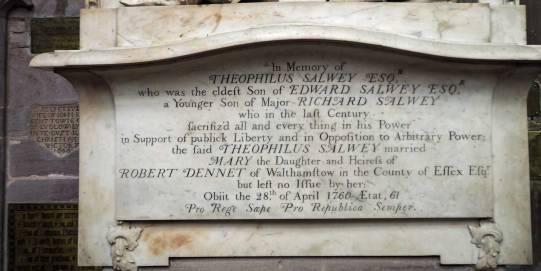 In Memory of
THEOPHILUS SALWEY ESQ.R
who was the eldest Son of EDWARD SALWEY ESQ.R
a Younger Son of Major RICHARD SALWEY
who in the last Century
sacrifiz'd all and every thing in his Power
in Support of publick Liberty and in Opposition to Arbitrary Power;
the said THEOPHILUS SALWEY married
MARY the Daughter and Heiress of
ROBERT DENNET of Walthamstow in the County of Essex Esq.r
but left no Issue by her;
Obiit the 28.th of April 1760 Ætat, 61
Pro Rege Sæpe Pro Republica Semper.